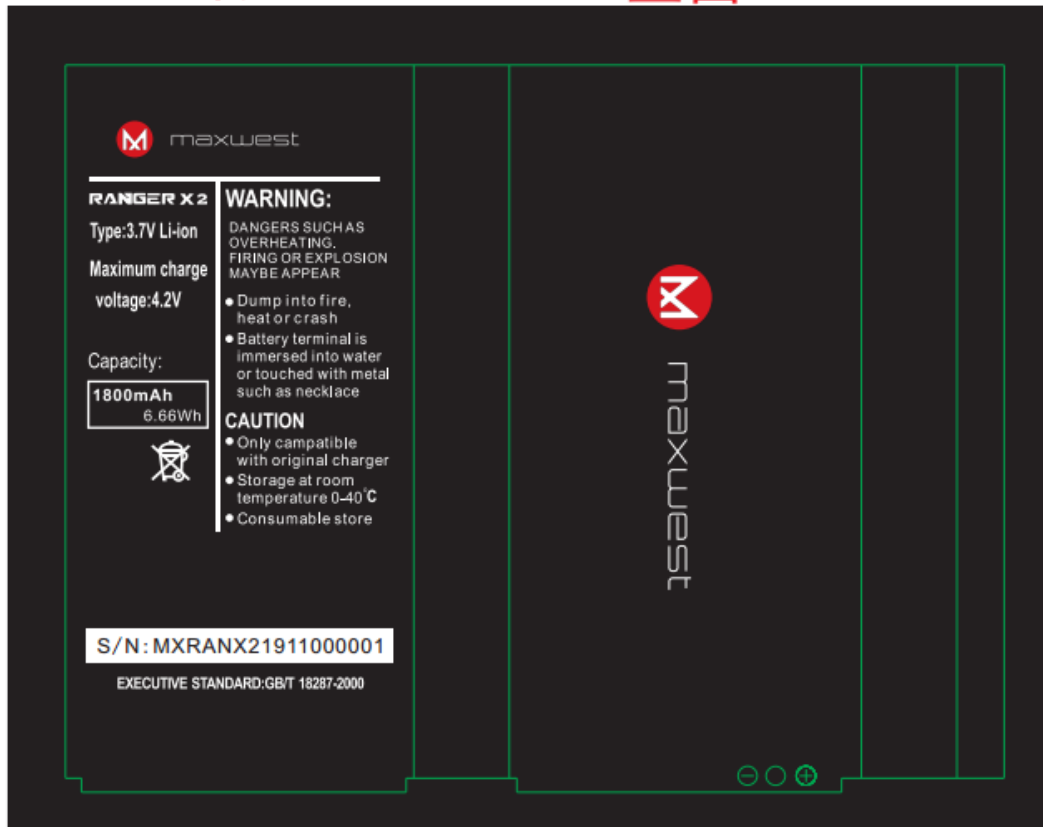 maxwest
RANGER X2
Type:3.7V Li-ion
Maximum charge
voltage:4.2V
Capacity:
1800mAh
6.66Wh
WARNING:
DANGERS SUCH AS
OVERHEATING.
FIRING OR EXPLOSION
MAYBE APPEAR
● Dump into fire,
heat or crash
● Battery terminal is
immersed into water
or touched with metal
such as necklace
CAUTION
● Only campatible
with original charger
● Storage at room
temperature 0-40°C
● Consumable store
S/N:MXRANX21911000001
EXECUTIVE STANDARD:GB/T 18287-2000
maxwest